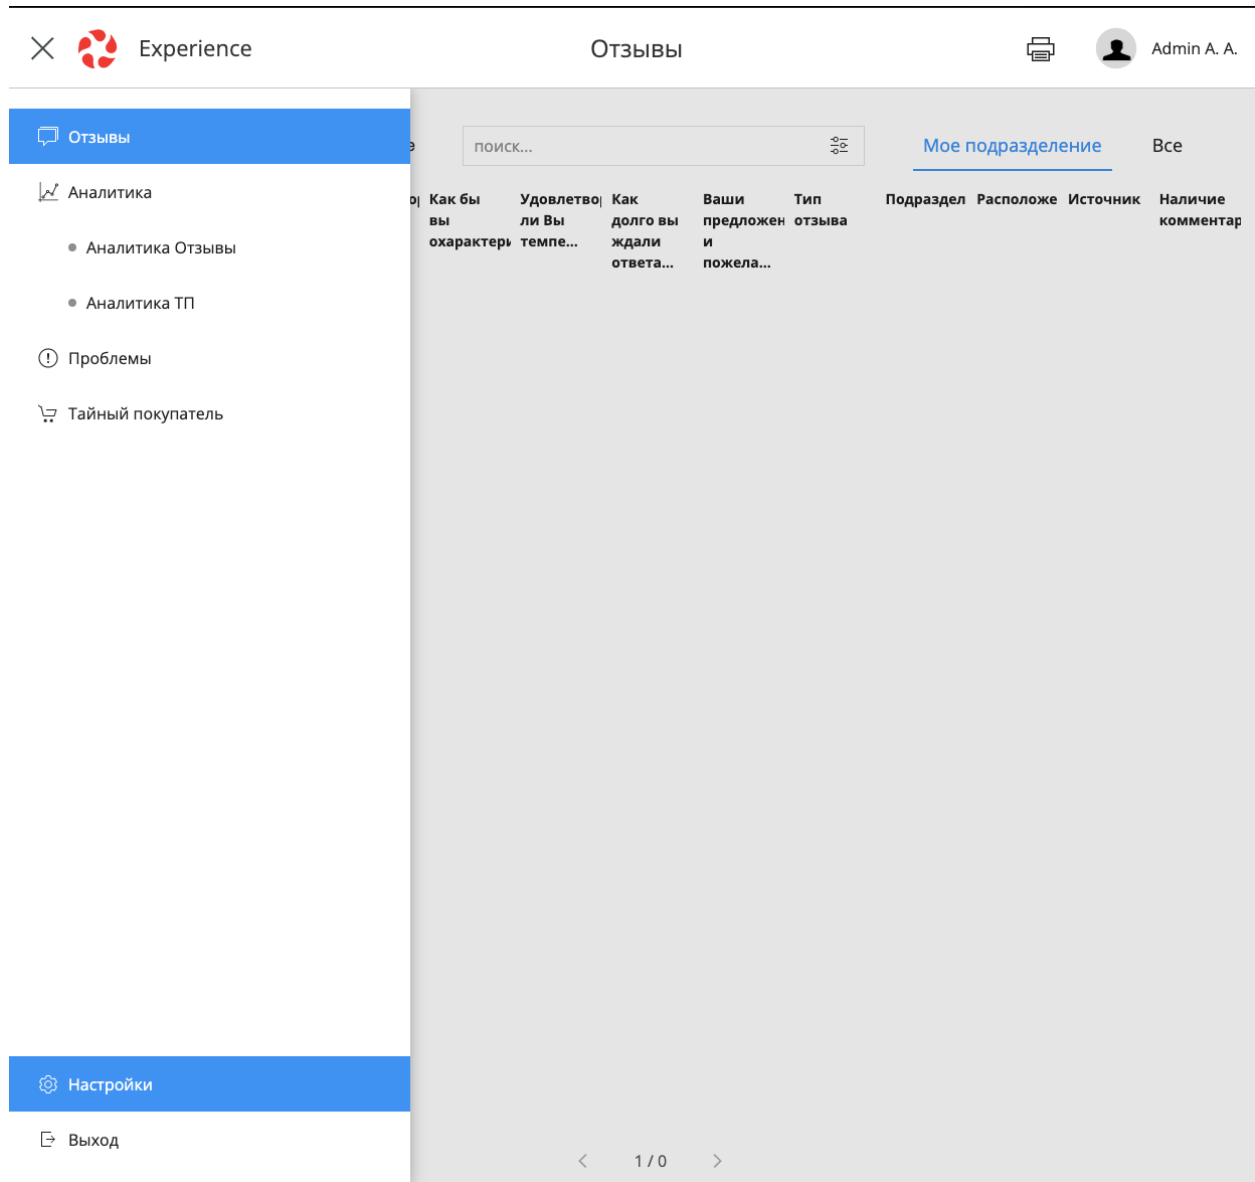 Experience
Отзывы
Admin A. A.
Отзывы
Аналитика
Аналитика Отзывы
Аналитика ТП
Проблемы
Тайный покупатель
Настройки
Выход
поиск...
Мое подразделение
Все
Как бы
вы
охарактери
Удовлетво
ли Вы
темпе...
Как
долго вы
ждали
ответа...
Ваши
предложен
и
пожела...
Тип
отзыва
Подраздел
Расположе
Источник
Наличие
комментар
1 / 0